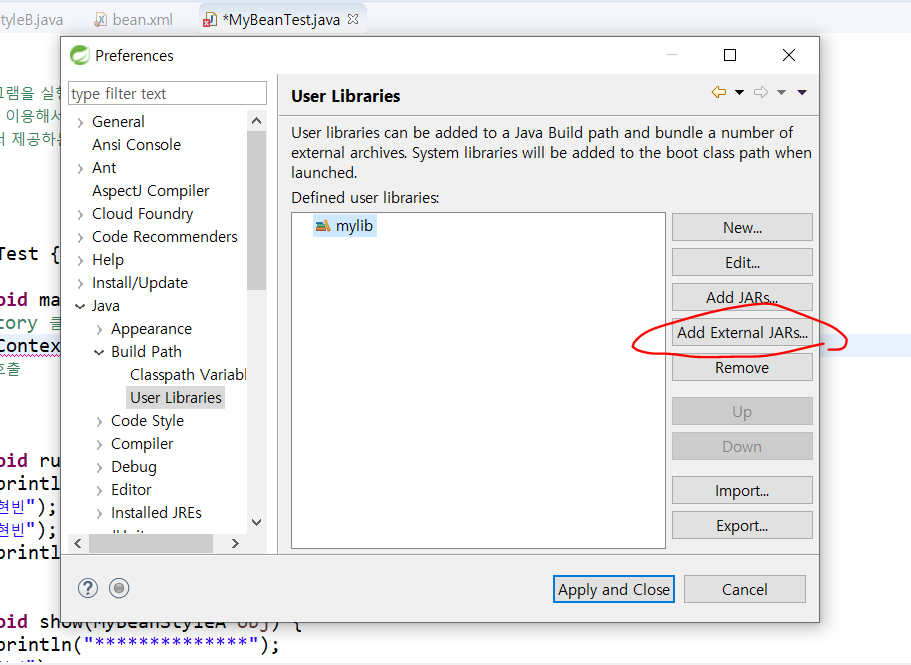 tyleB.java
bean.xml
*MyBeanTest.java
Preferences
type filter text
General
Ansi Console
Ant
AspectJ Compiler
Cloud Foundry
Code Recommenders
Help
Install/Update
Java
Appearance
Build Path
Classpath Variabl
User Libraries
Code Style
Compiler
Debug
Editor
Installed JREs
User Libraries
User libraries can be added to a Java Build path and bundle a number of
external archives. System libraries will be added to the boot class path when
launched.
Defined user libraries:
mylib
New...
Edit...
Add JARs...
Add External JARs...
Remove
Up
Down
Import...
Export...
Apply and Close
Cancel
그램을 실행
이용해서
제공하는
Test {
oid ma
tory 클
Contex
호출
oid ru
println
현빈");
현빈");
println
oid show(MyBeanStyleA obj) {
println("**************");